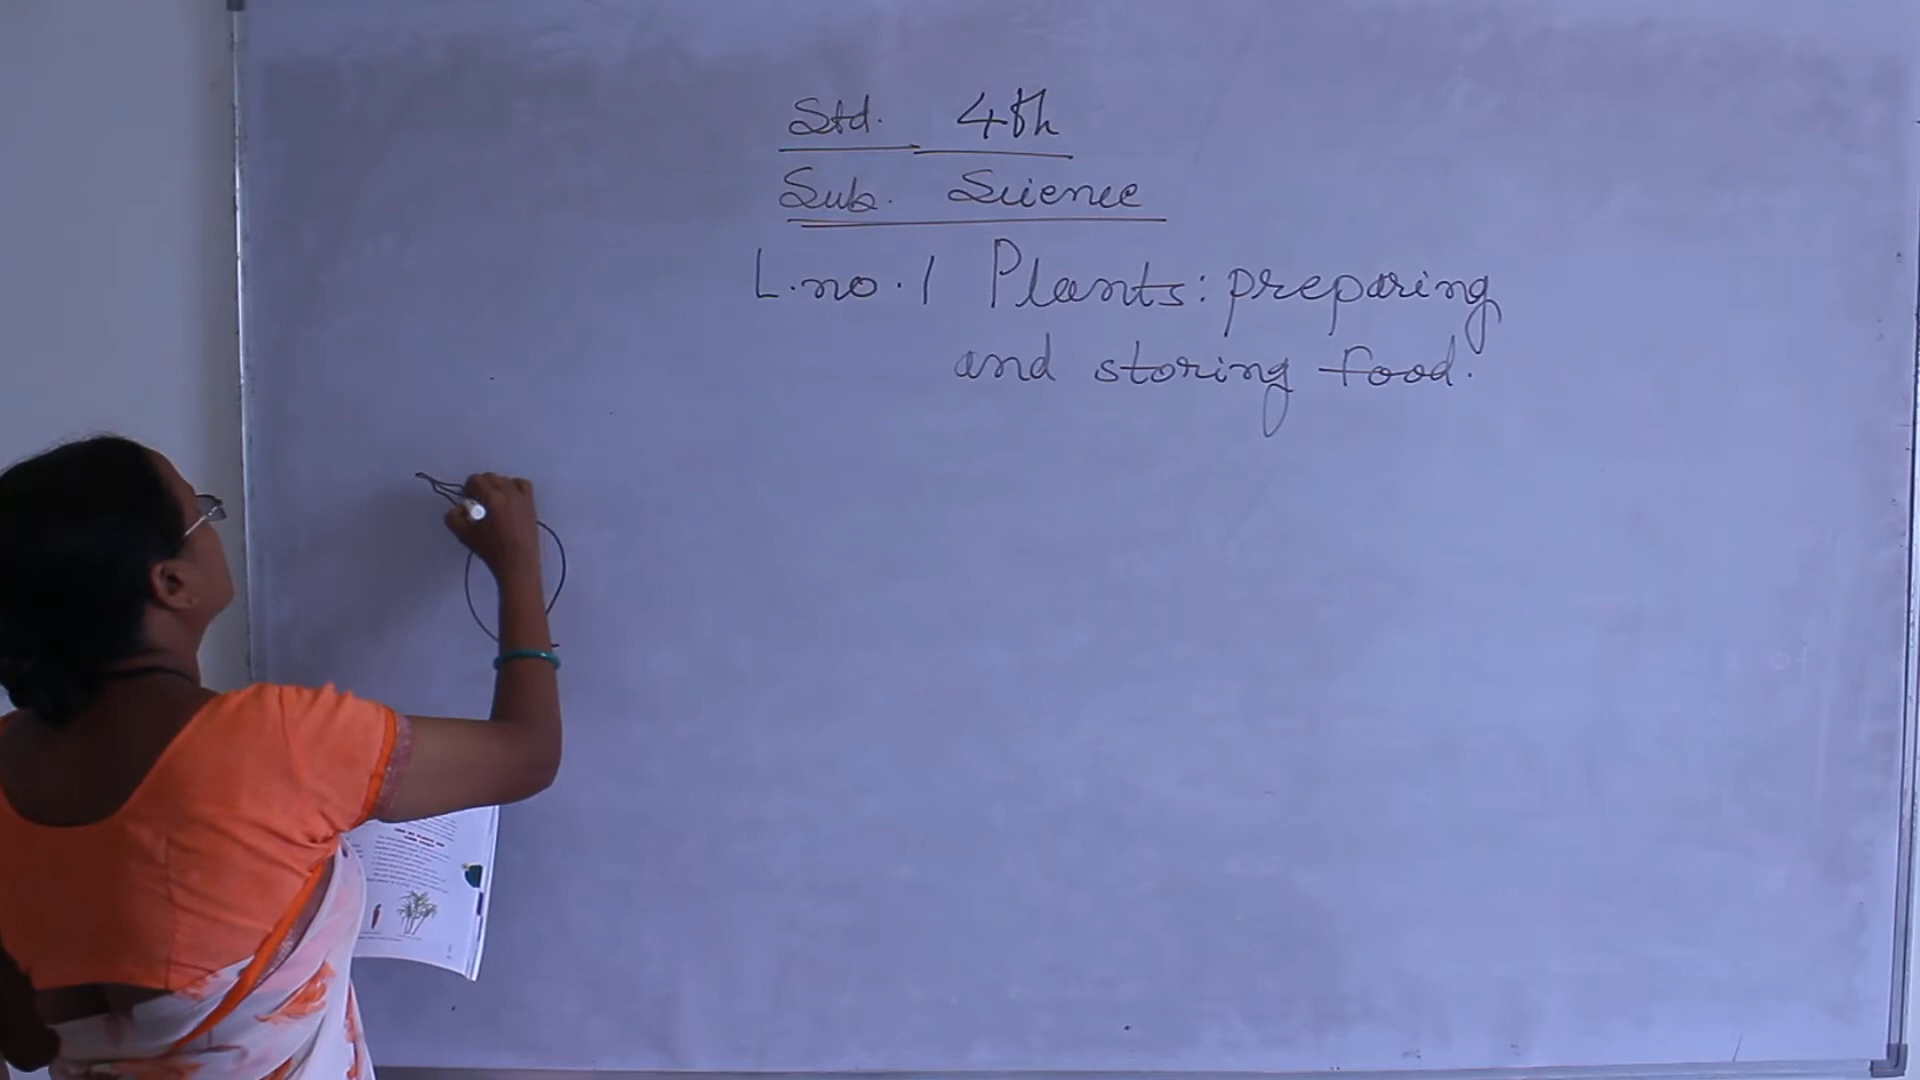 Std. 4th
Sub. Science
L.no.1 Plants: preparing
and storing food.